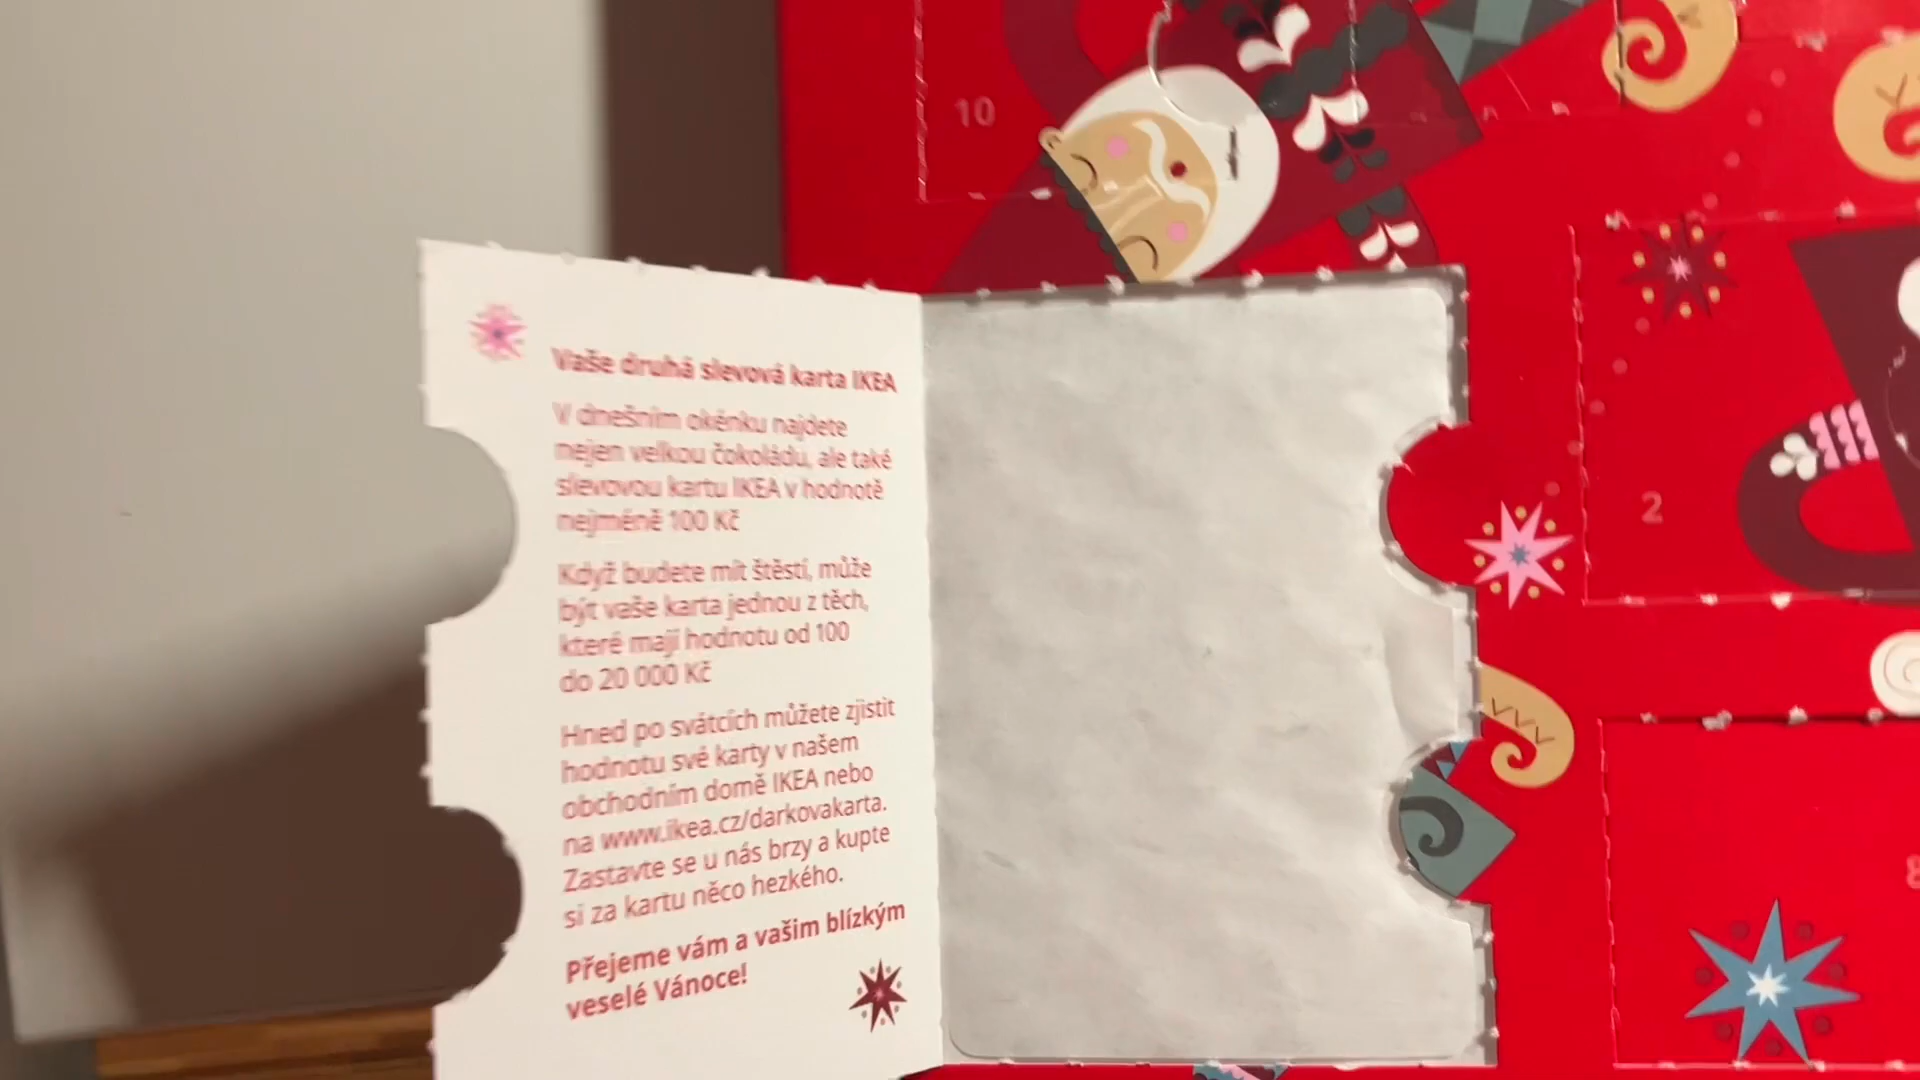 10
Vaše druhá slevová karta IKEA
V dnešním okénku najdete
nejen velkou čokoládu, ale také
slevovou kartu IKEA v hodnotě
nejméně 100 Kč
Když budete mít štěstí, může
být vaše karta jednou z těch,
které mají hodnotu od 100
do 20 000 Kč
Hned po svátcích můžete zjistit
hodnotu své karty v našem
obchodním domě IKEA nebo
na www.ikea.cz/darkovakarta.
Zastavte se u nás brzy a kupte
si za kartu něco hezkého.
Přejeme vám a vašim blízkým
veselé Vánoce!
2